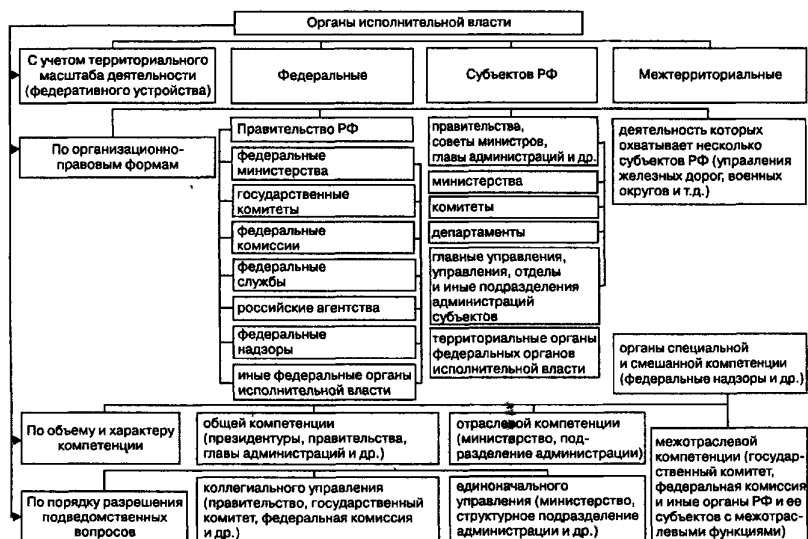 Органы исполнительной власти
С учетом территориального
масштаба деятельности
(федеративного устройства)
Федеральные
Субъектов РФ
Межтерриториальные
По организационно-
правовым формам
Правительство РФ
федеральные
министерства
государственные
комитеты
федеральные
комиссии
федеральные
службы
российские агентства
федеральные
надзоры
иные федеральные органы
исполнительной власти
правительства,
советы министров,
главы администраций и др.
министерства
комитеты
департаменты
главные управления,
управления, отделы
и иные подразделения
администраций
субъектов
территориальные органы
федеральных органов
исполнительной власти
деятельность которых
охватывает несколько
субъектов РФ (управления
железных дорог, военных
округов и т.д.)
органы специальной
и смешанной компетенции
(федеральные надзоры и др.)
По объему и характеру
компетенции
общей компетенции
(президентуры, правительства,
главы администраций и др.)
отраслевой компетенции
(министерство, под-
разделение администрации)
межотраслевой
компетенции (государ-
ственный комитет,
федеральная комиссия
и иные органы РФ и ее
субъектов с межотрас-
левыми функциями)
По порядку разрешения
подведомственных
вопросов
коллегиального управления
(правительство, государственный
комитет, федеральная комиссия
и др.)
единоначального
управления (министерство,
структурное подразделение
администрации и др.)